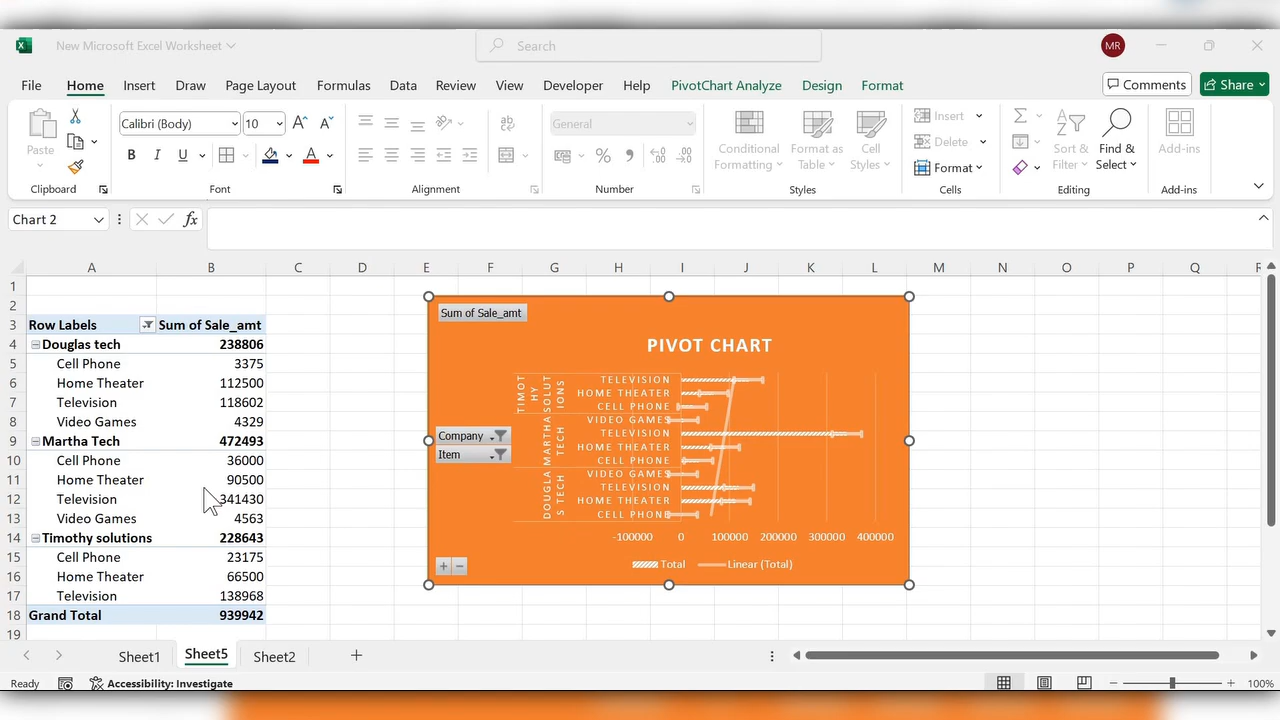 New Microsoft Excel Worksheet
Search
MR
File Home Insert Draw Page Layout Formulas Data Review View Developer Help PivotChart Analyze Design Format
Comments Share
Paste
Calibri (Body) 10
General
Conditional Formatting
Format as Table
Cell Styles
Insert
Delete
Format
Sort & Filter
Find & Select
Add-ins
Clipboard Font Alignment Number Styles Cells Editing Add-ins
Chart 2
fx
A B C D E F G H I J K L M N O P Q R
1
2
3 Row Labels Sum of Sale_amt
4 Douglas tech 238806
5 Cell Phone 3375
6 Home Theater 112500
7 Television 118602
8 Video Games 4329
9 Martha Tech 472493
10 Cell Phone 36000
11 Home Theater 90500
12 Television 341430
13 Video Games 4563
14 Timothy solutions 228643
15 Cell Phone 23175
16 Home Theater 66500
17 Television 138968
18 Grand Total 939942
19
Sum of Sale_amt
PIVOT CHART
Company
Item
TIMOT HY SOLUT IONS
TELEVISION
HOME THEATER
CELL PHONE
MARTHA TECH
VIDEO GAMES
TELEVISION
HOME THEATER
CELL PHONE
DOUGLA S TECH
VIDEO GAMES
TELEVISION
HOME THEATER
CELL PHONE
-100000 0 100000 200000 300000 400000
Total Linear (Total)
Sheet1 Sheet5 Sheet2
Ready
Accessibility: Investigate
100%